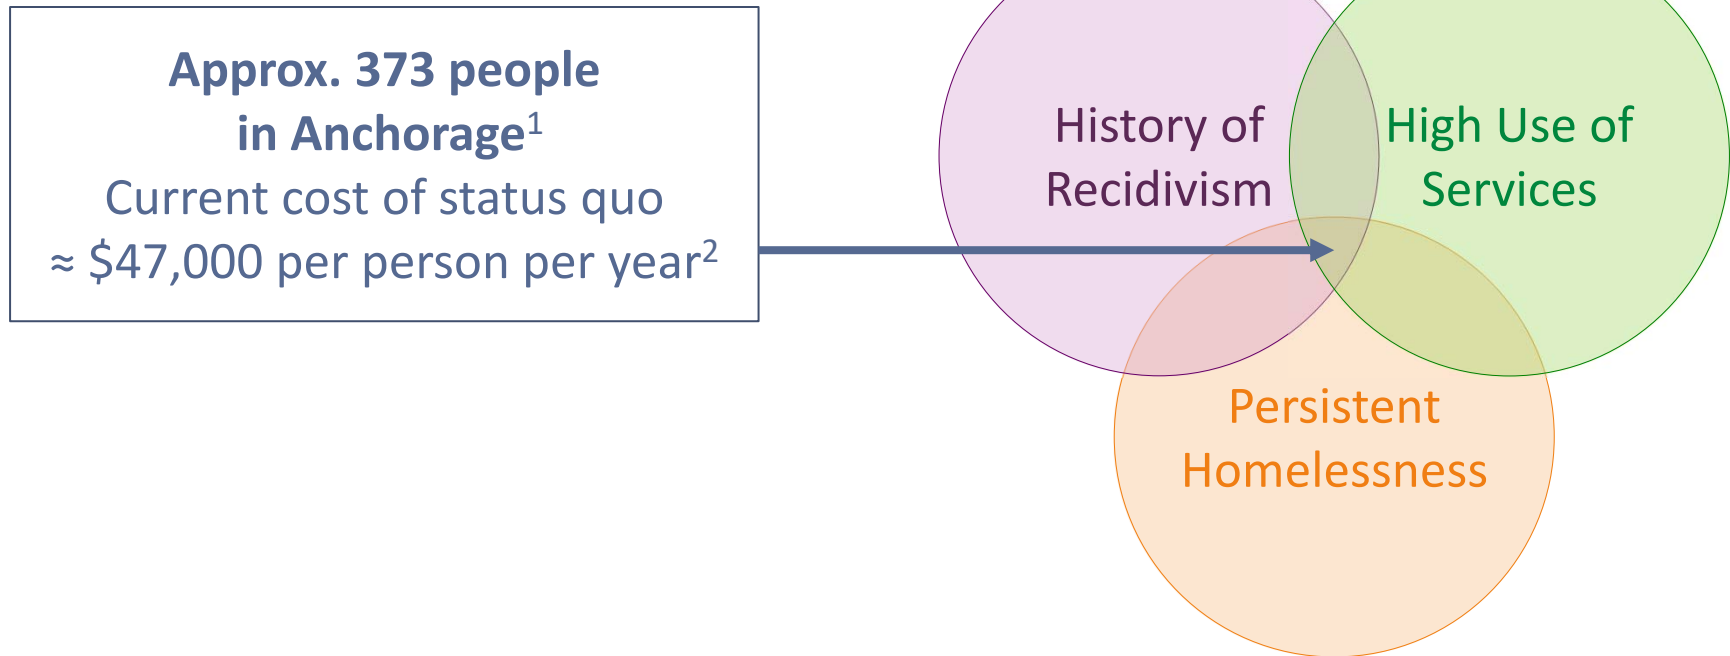 Approx. 373 people
in Anchorage¹
Current cost of status quo
≈ $47,000 per person per year²
History of
Recidivism
High Use of
Services
Persistent
Homelessness